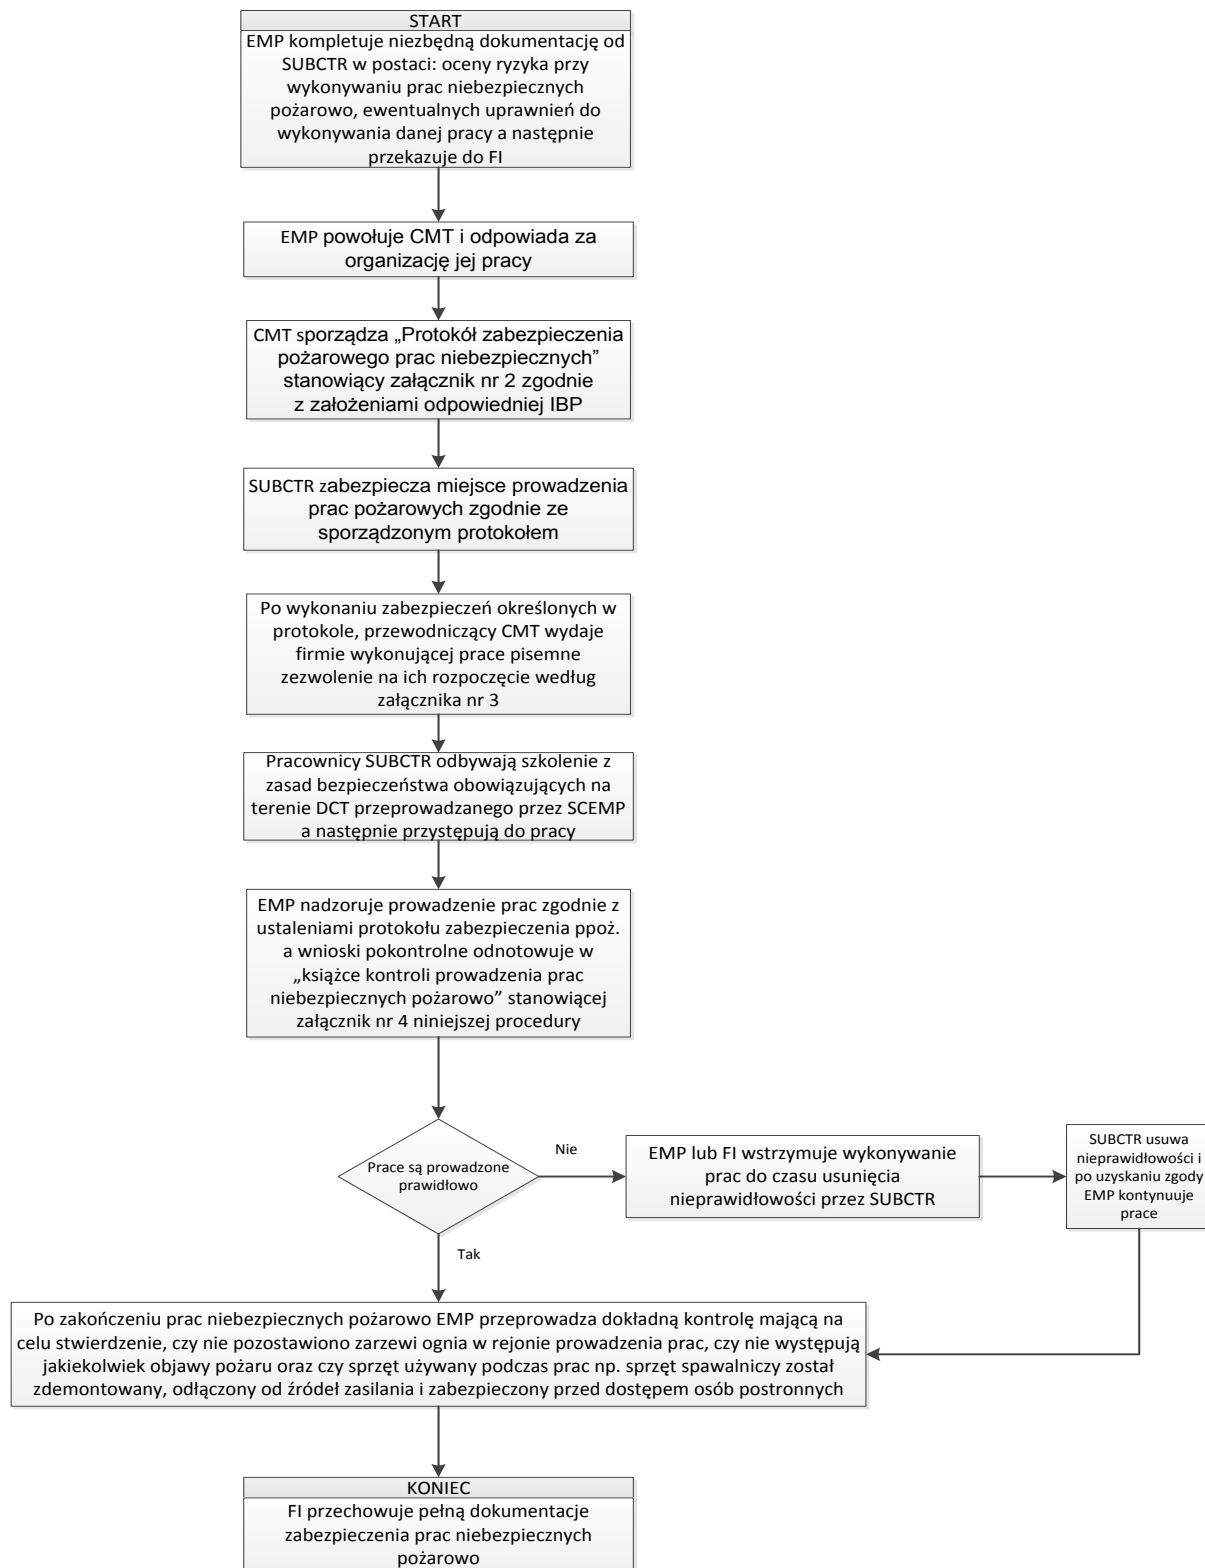 START
EMP kompletuje niezbędną dokumentację od
SUBCTR w postaci: oceny ryzyka przy
wykonywaniu prac niebezpiecznych
pożarowo, ewentualnych uprawnień do
wykonywania danej pracy a następnie
przekazuje do FI
EMP powołuje CMT i odpowiada za
organizację jej pracy
CMT sporządza „Protokół zabezpieczenia
pożarowego prac niebezpiecznych”
stanowiący załącznik nr 2 zgodnie
z założeniami odpowiedniej IBP
SUBCTR zabezpiecza miejsce prowadzenia
prac pożarowych zgodnie ze
sporządzonym protokołem
Po wykonaniu zabezpieczeń określonych w
protokole, przewodniczący CMT wydaje
firmie wykonującej prace pisemne
zezwolenie na ich rozpoczęcie według
załącznika nr 3
Pracownicy SUBCTR odbywają szkolenie z
zasad bezpieczeństwa obowiązujących na
terenie DCT przeprowadzanego przez SCEMP
a następnie przystępują do pracy
EMP nadzoruje prowadzenie prac zgodnie z
ustaleniami protokołu zabezpieczenia ppoż.
a wnioski pokontrolne odnotowuje w
„książce kontroli prowadzenia prac
niebezpiecznych pożarowo” stanowiącej
załącznik nr 4 niniejszej procedury
Prace są prowadzone
prawidłowo
Nie
EMP lub FI wstrzymuje wykonywanie
prac do czasu usunięcia
nieprawidłowości przez SUBCTR
SUBCTR usuwa
nieprawidłowości i
po uzyskaniu zgody
EMP kontynuuje
prace
Tak
Po zakończeniu prac niebezpiecznych pożarowo EMP przeprowadza dokładną kontrolę mającą na
celu stwierdzenie, czy nie pozostawiono zarzewi ognia w rejonie prowadzenia prac, czy nie występują
jakiekolwiek objawy pożaru oraz czy sprzęt używany podczas prac np. sprzęt spawalniczy został
zdemontowany, odłączony od źródeł zasilania i zabezpieczony przed dostępem osób postronnych
KONIEC
FI przechowuje pełną dokumentacje
zabezpieczenia prac niebezpiecznych
pożarowo